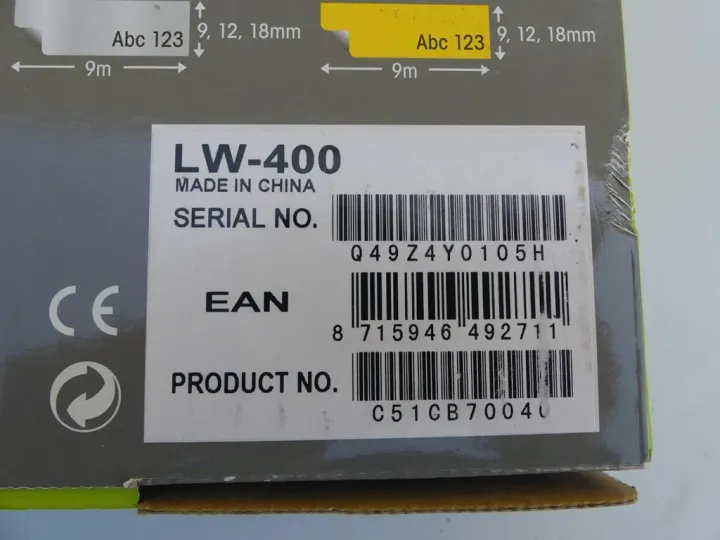 Abc 123
9, 12, 18mm
9m
Abc 123
9, 12, 18mm
9m
LW-400
MADE IN CHINA
SERIAL NO.
Q49Z4Y0105H
CE
EAN
8 715946 492711
PRODUCT NO.
C51CB70040